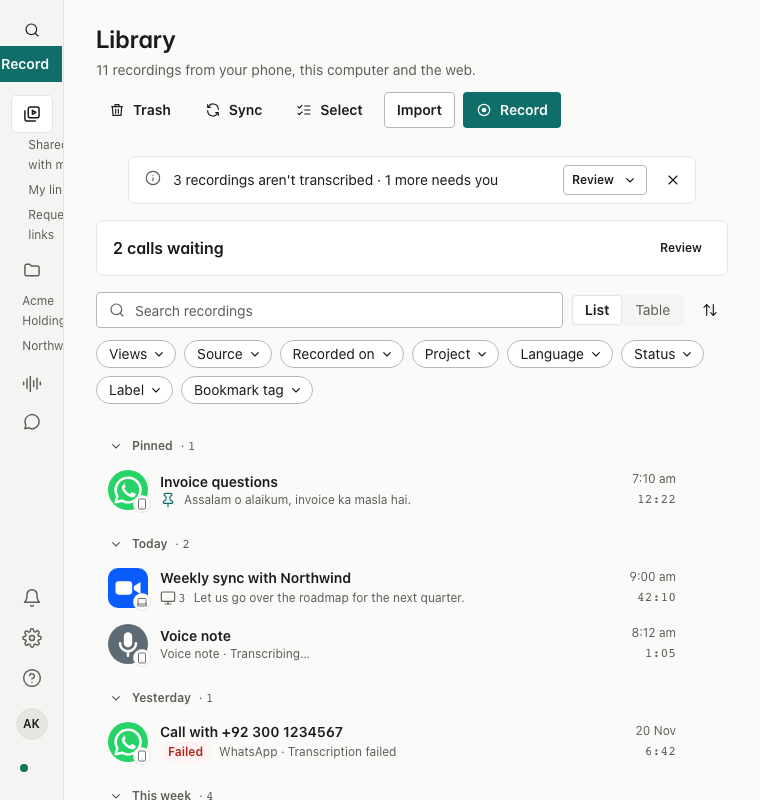 Library
11 recordings from your phone, this computer and the web.
Record
Trash
Sync
Select
Import
Record
Shared
with m
My lin
Reque
links
Acme
Holding
Northw
AK
3 recordings aren't transcribed · 1 more needs you
Review
2 calls waiting
Review
Search recordings
List
Table
Views
Source
Recorded on
Project
Language
Status
Label
Bookmark tag
Pinned · 1
Invoice questions
7:10 am
Assalam o alaikum, invoice ka masla hai.
12:22
Today · 2
Weekly sync with Northwind
9:00 am
3 Let us go over the roadmap for the next quarter.
42:10
Voice note
8:12 am
Voice note · Transcribing...
1:05
Yesterday · 1
Call with +92 300 1234567
20 Nov
Failed
WhatsApp · Transcription failed
6:42
This week · 4